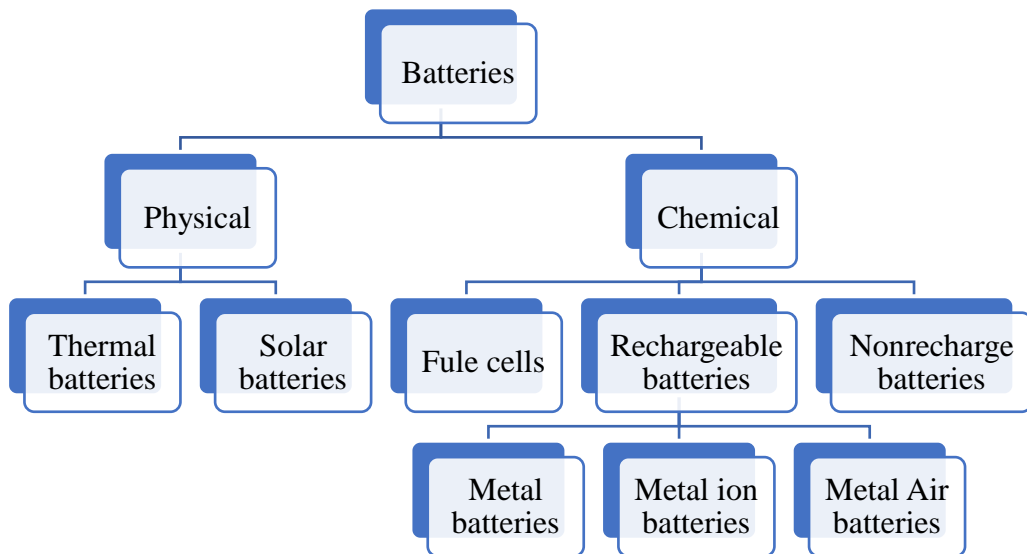 Batteries
Physical
Chemical
Thermal
batteries
Solar
batteries
Fule cells
Rechargeable
batteries
Nonrecharge
batteries
Metal
batteries
Metal ion
batteries
Metal Air
batteries